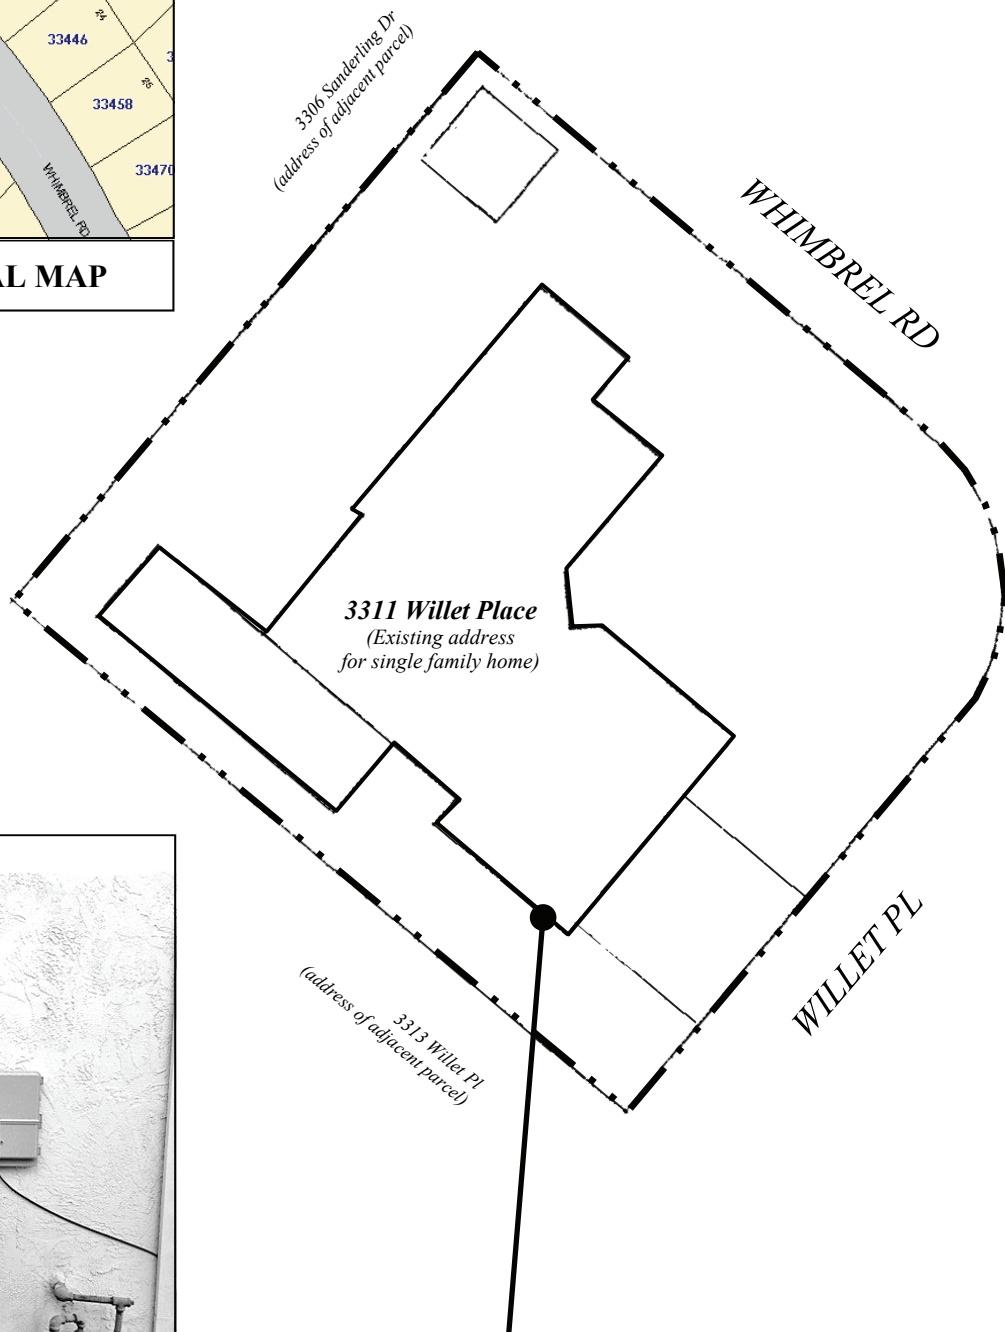 24
33446
25
33458
33470
WHIMBREL RD
AL MAP
3306 Sanderling Dr
(address of adjacent parcel)
WHIMBREL RD
3311 Willet Place
(Existing address
for single family home)
WILLET PL
3313 Willet Pl
(address of adjacent parcel)